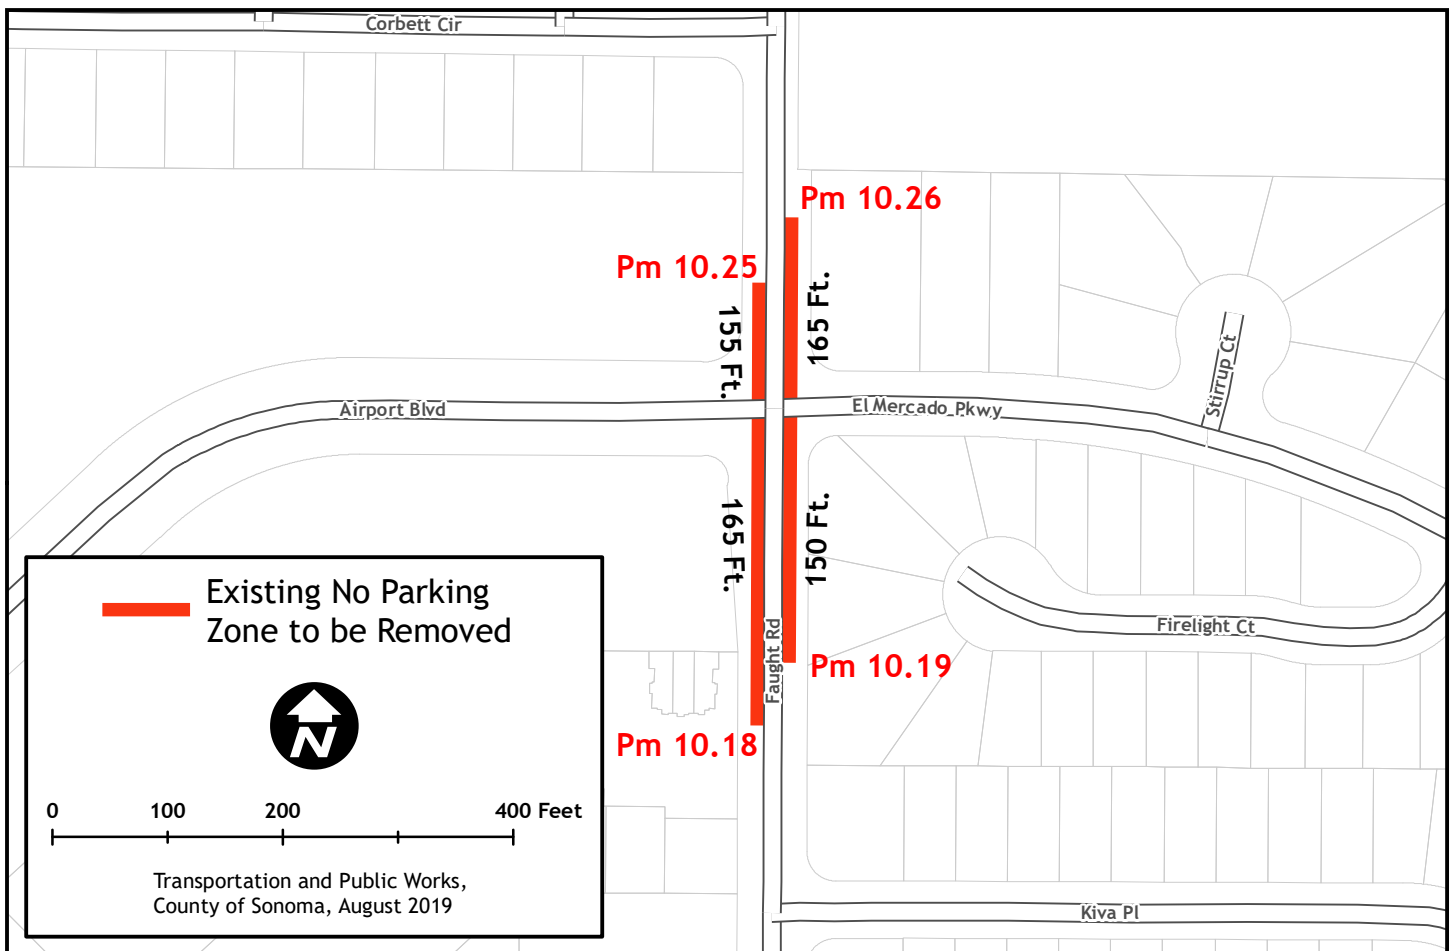 Corbett Cir
Pm 10.26
Pm 10.25
155 Ft.
165 Ft.
Stirrup Ct
Airport Blvd
El Mercado Pkwy
165 Ft.
150 Ft.
Existing No Parking
Zone to be Removed
Firelight Ct
Faught Rd
Pm 10.19
Pm 10.18
N
0 100 200 400 Feet
Transportation and Public Works,
County of Sonoma, August 2019
Kiva Pl